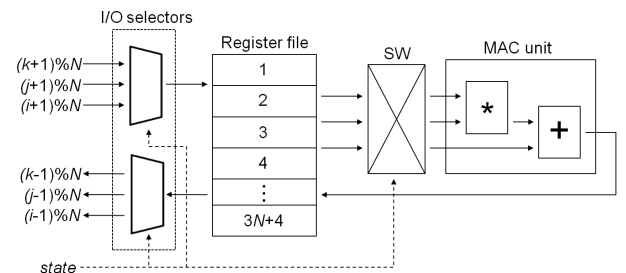 I/O selectors
Register file
SW
MAC unit
(k+1)%N
(j+1)%N
(i+1)%N
1
2
3
4
⋮
3N+4
*
+
(k-1)%N
(j-1)%N
(i-1)%N
state